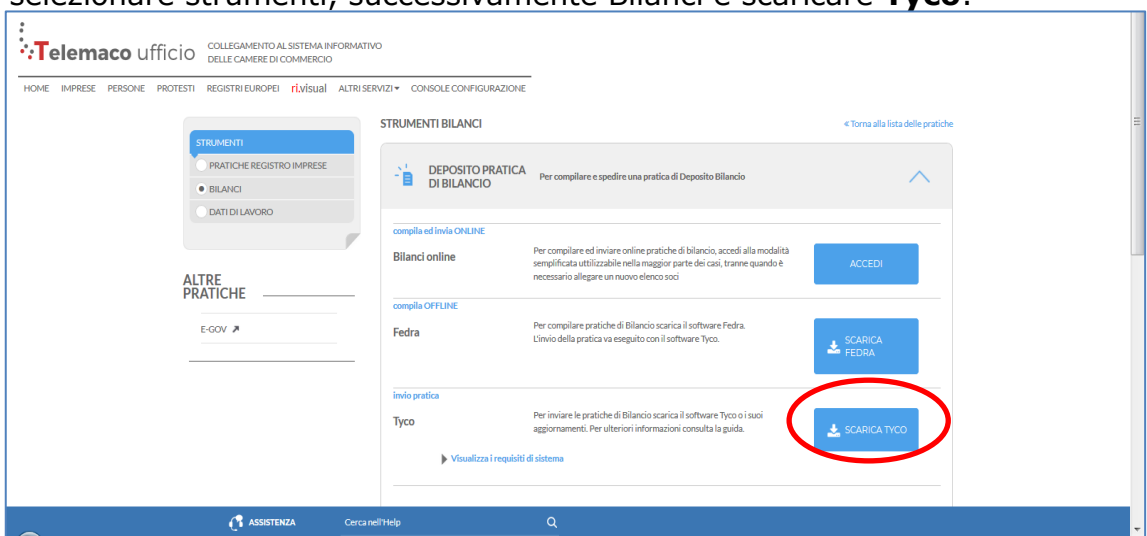 selezionare strumenti, successivamente Bilanci e scaricare Tyco.
Telemaco ufficio
COLLEGAMENTO AL SISTEMA INFORMATIVO
DELLE CAMERE DI COMMERCIO
HOME IMPRESE PERSONE PROTESTI REGISTRI EUROPEI ri.visual ALTRI SERVIZI CONSOLE CONFIGURAZIONE
STRUMENTI
PRATICHE REGISTRO IMPRESE
BILANCI
DATI DI LAVORO
ALTRE
PRATICHE
E-GOV
STRUMENTI BILANCI
« Torna alla lista delle pratiche
DEPOSITO PRATICA
DI BILANCIO
Per compilare e spedire una pratica di Deposito Bilancio
compila ed invia ONLINE
Bilanci online
Per compilare ed inviare online pratiche di bilancio, accedi alla modalità
semplificata uttilizzabile nella maggior parte dei casi, tranne quando è
necessario allegare un nuovo elenco soci
ACCEDI
compila OFFLINE
Fedra
Per compilare pratiche di Bilancio scarica il software Fedra.
L'invio della pratica va eseguito con il software Tyco.
SCARICA
FEDRA
invio pratica
Tyco
Per inviare le pratiche di Bilancio scarica il software Tyco o i suoi
aggiornamenti. Per ulteriori informazioni consulta la guida.
SCARICA TYCO
Visualizza i requisiti di sistema
ASSISTENZA
Cerca nell'Help